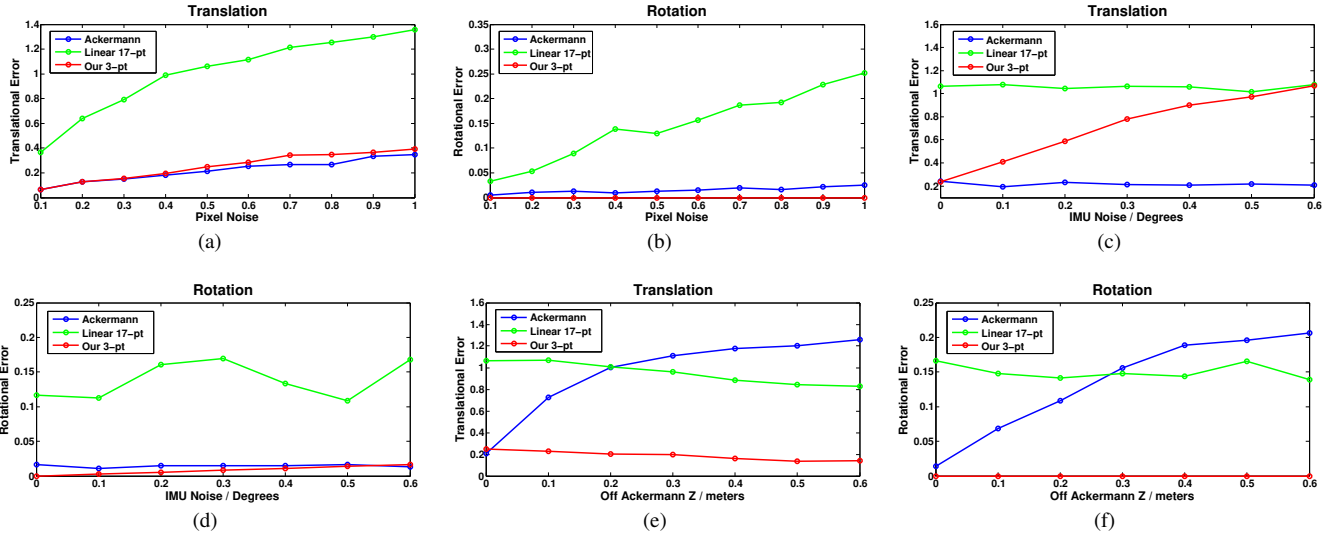 Translation
Translational Error
1.4
1.2
1
0.8
0.6
0.4
0.2
0
Ackermann
Linear 17-pt
Our 3-pt
0.1 0.2 0.3 0.4 0.5 0.6 0.7 0.8 0.9 1
Pixel Noise
(a)
Rotation
Rotational Error
0.35
0.3
0.25
0.2
0.15
0.1
0.05
0
Ackermann
Linear 17-pt
Our 3-pt
0.1 0.2 0.3 0.4 0.5 0.6 0.7 0.8 0.9 1
Pixel Noise
(b)
Translation
Translational Error
1.6
1.4
1.2
1
0.8
0.6
0.4
0.2
Ackermann
Linear 17-pt
Our 3-pt
0 0.1 0.2 0.3 0.4 0.5 0.6
IMU Noise / Degrees
(c)
Rotation
Rotational Error
0.25
0.2
0.15
0.1
0.05
0
Ackermann
Linear 17-pt
Our 3-pt
0 0.1 0.2 0.3 0.4 0.5 0.6
IMU Noise / Degrees
(d)
Translation
Translational Error
1.6
1.4
1.2
1
0.8
0.6
0.4
0.2
0
Ackermann
Linear 17-pt
Our 3-pt
0 0.1 0.2 0.3 0.4 0.5 0.6
Off Ackermann Z / meters
(e)
Rotation
Rotational Error
0.25
0.2
0.15
0.1
0.05
0
Ackermann
Linear 17-pt
Our 3-pt
0 0.1 0.2 0.3 0.4 0.5 0.6
Off Ackermann Z / meters
(f)